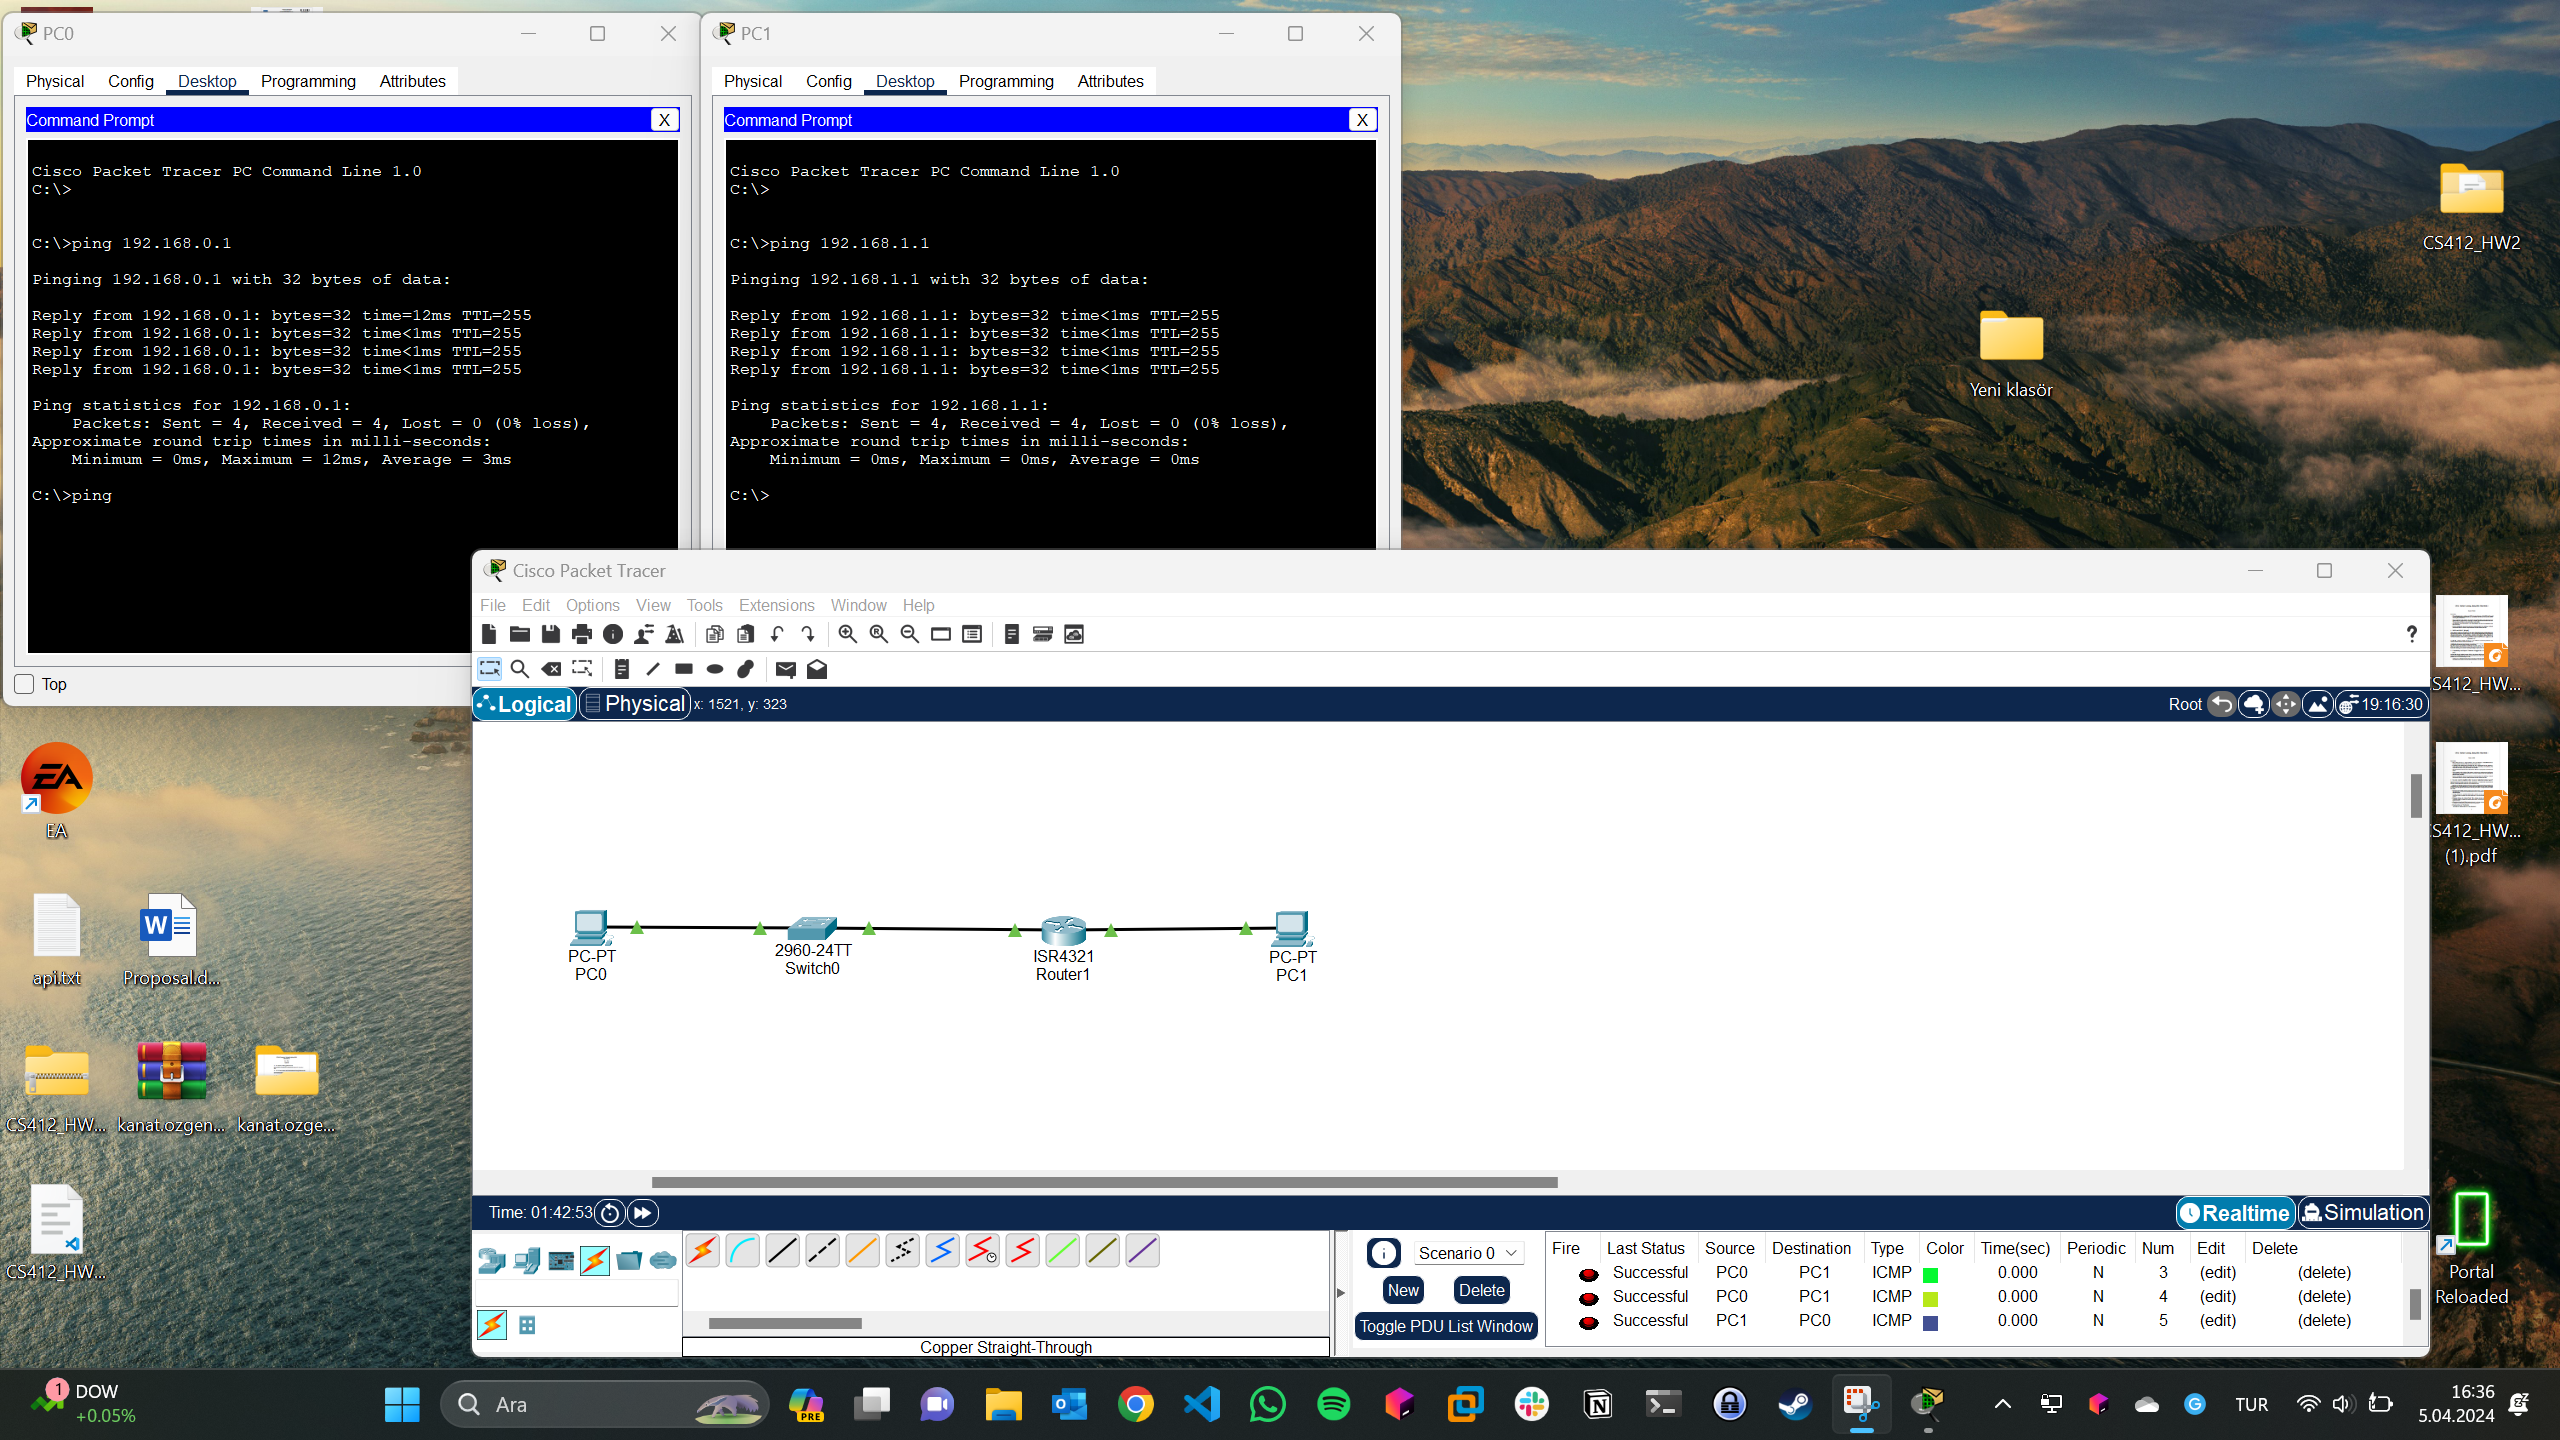 PC0
Physical Config Desktop Programming Attributes
Command Prompt X
Cisco Packet Tracer PC Command Line 1.0
C:\>
C:\>ping 192.168.0.1
Pinging 192.168.0.1 with 32 bytes of data:
Reply from 192.168.0.1: bytes=32 time=12ms TTL=255
Reply from 192.168.0.1: bytes=32 time<1ms TTL=255
Reply from 192.168.0.1: bytes=32 time<1ms TTL=255
Reply from 192.168.0.1: bytes=32 time<1ms TTL=255
Ping statistics for 192.168.0.1:
Packets: Sent = 4, Received = 4, Lost = 0 (0% loss),
Approximate round trip times in milli-seconds:
Minimum = 0ms, Maximum = 12ms, Average = 3ms
C:\>ping
Top
PC1
Physical Config Desktop Programming Attributes
Command Prompt X
Cisco Packet Tracer PC Command Line 1.0
C:\>
C:\>ping 192.168.1.1
Pinging 192.168.1.1 with 32 bytes of data:
Reply from 192.168.1.1: bytes=32 time<1ms TTL=255
Reply from 192.168.1.1: bytes=32 time<1ms TTL=255
Reply from 192.168.1.1: bytes=32 time<1ms TTL=255
Reply from 192.168.1.1: bytes=32 time<1ms TTL=255
Ping statistics for 192.168.1.1:
Packets: Sent = 4, Received = 4, Lost = 0 (0% loss),
Approximate round trip times in milli-seconds:
Minimum = 0ms, Maximum = 0ms, Average = 0ms
C:\>
CS412_HW2
Yeni klasör
Cisco Packet Tracer
File Edit Options View Tools Extensions Window Help
?
Logical Physical x: 1521, y: 323
Root 19:16:30
PC-PT
PC0
2960-24TT
Switch0
ISR4321
Router1
PC-PT
PC1
Time: 01:42:53
Realtime Simulation
Scenario 0
New Delete
Toggle PDU List Window
Copper Straight-Through
Fire Last Status Source Destination Type Color Time(sec) Periodic Num Edit Delete
Successful PC0 PC1 ICMP 0.000 N 3 (edit) (delete)
Successful PC0 PC1 ICMP 0.000 N 4 (edit) (delete)
Successful PC1 PC0 ICMP 0.000 N 5 (edit) (delete)
S412_HW...
S412_HW...
(1).pdf
Portal
Reloaded
EA
EA
api.txt
W
Proposal.d...
CS412_HW...
kanat.ozgen...
kanat.ozge...
CS412_HW...
1
DOW
+0.05%
Ara
PRE
TUR
16:36
5.04.2024